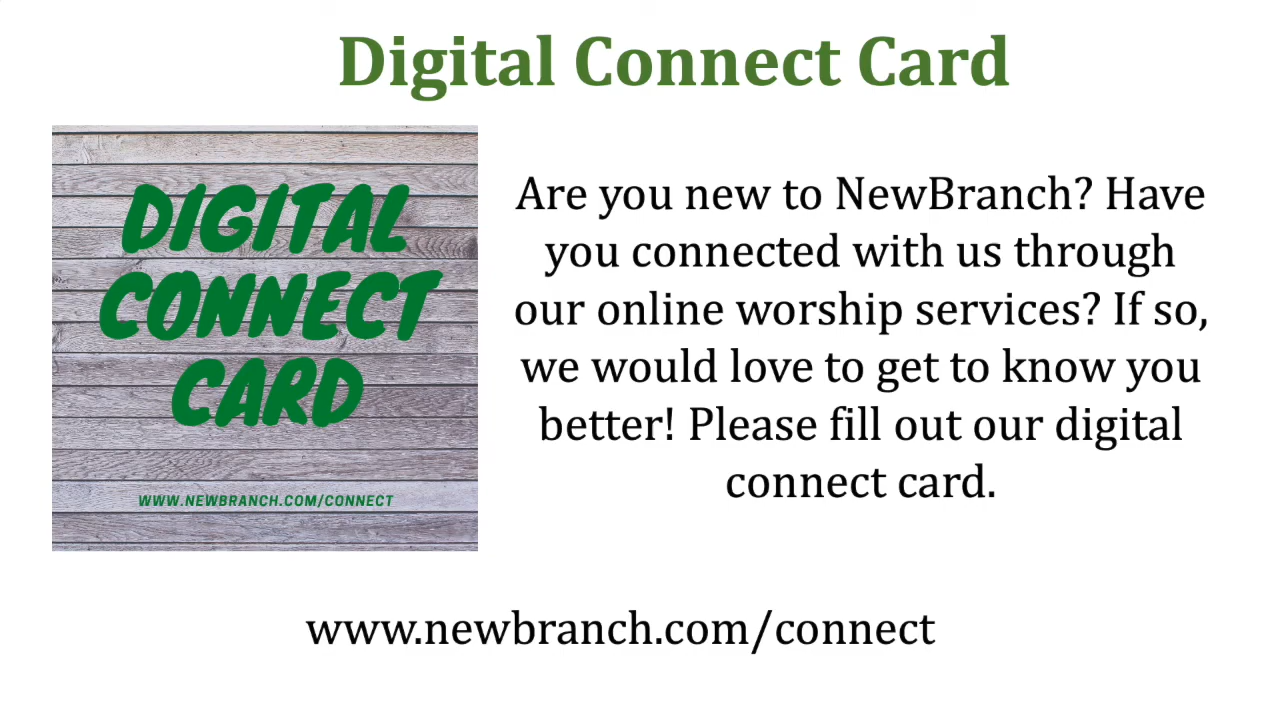 Digital Connect Card
DIGITAL
CONNECT
CARD
WWW.NEWBRANCH.COM/CONNECT
Are you new to NewBranch? Have
you connected with us through
our online worship services? If so,
we would love to get to know you
better! Please fill out our digital
connect card.
www.newbranch.com/connect